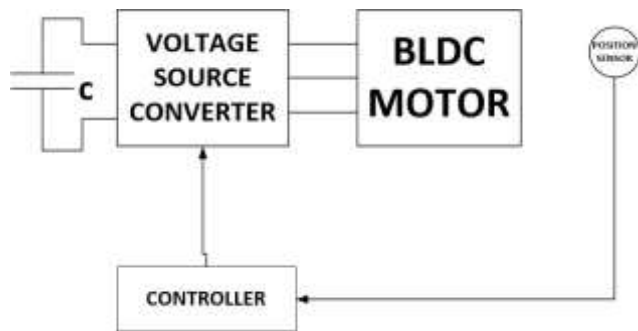 VOLTAGE
SOURCE
CONVERTER
C
BLDC
MOTOR
POSITION
SENSOR
CONTROLLER